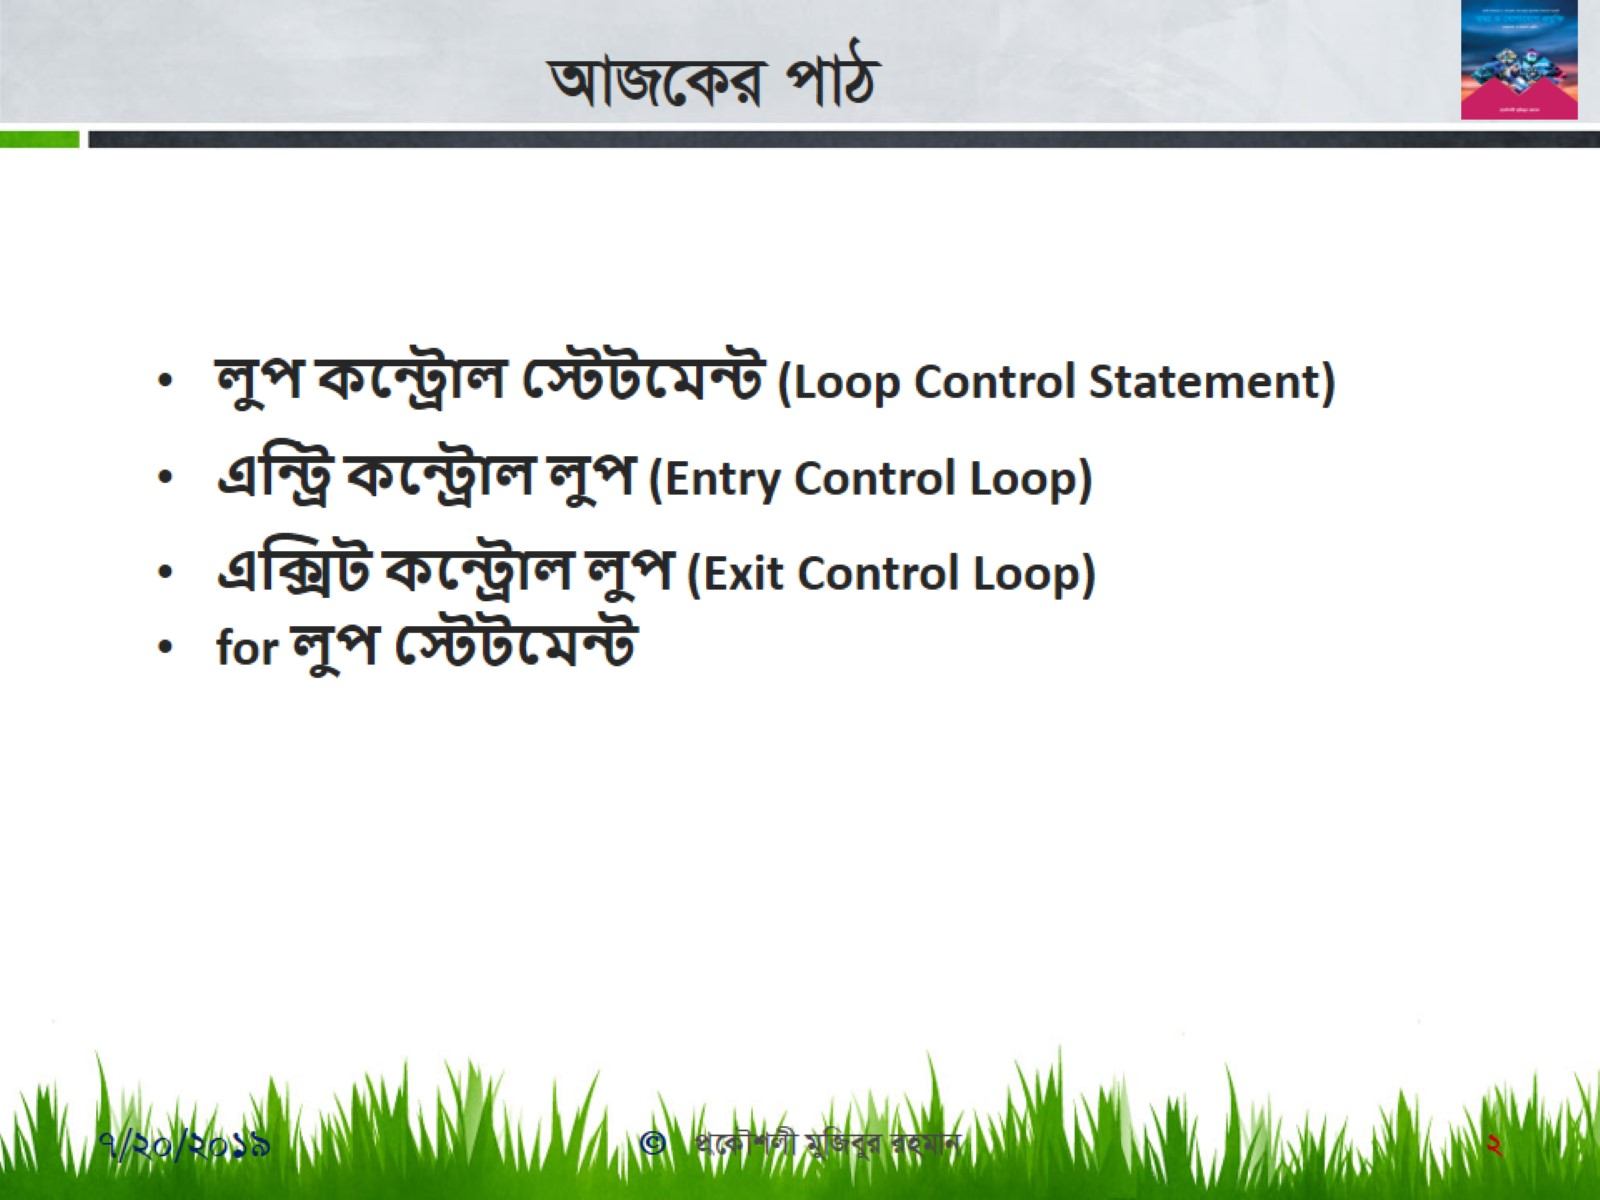 আজকের পাঠ
• লুপ কন্ট্রোল স্টেটমেন্ট (Loop Control Statement)
• এন্ট্রি কন্ট্রোল লুপ (Entry Control Loop)
• এক্সিট কন্ট্রোল লুপ (Exit Control Loop)
• for লুপ স্টেটমেন্ট
৭/২০/২০১৯ © প্রকৌশলী মুজিবুর রহমান ২